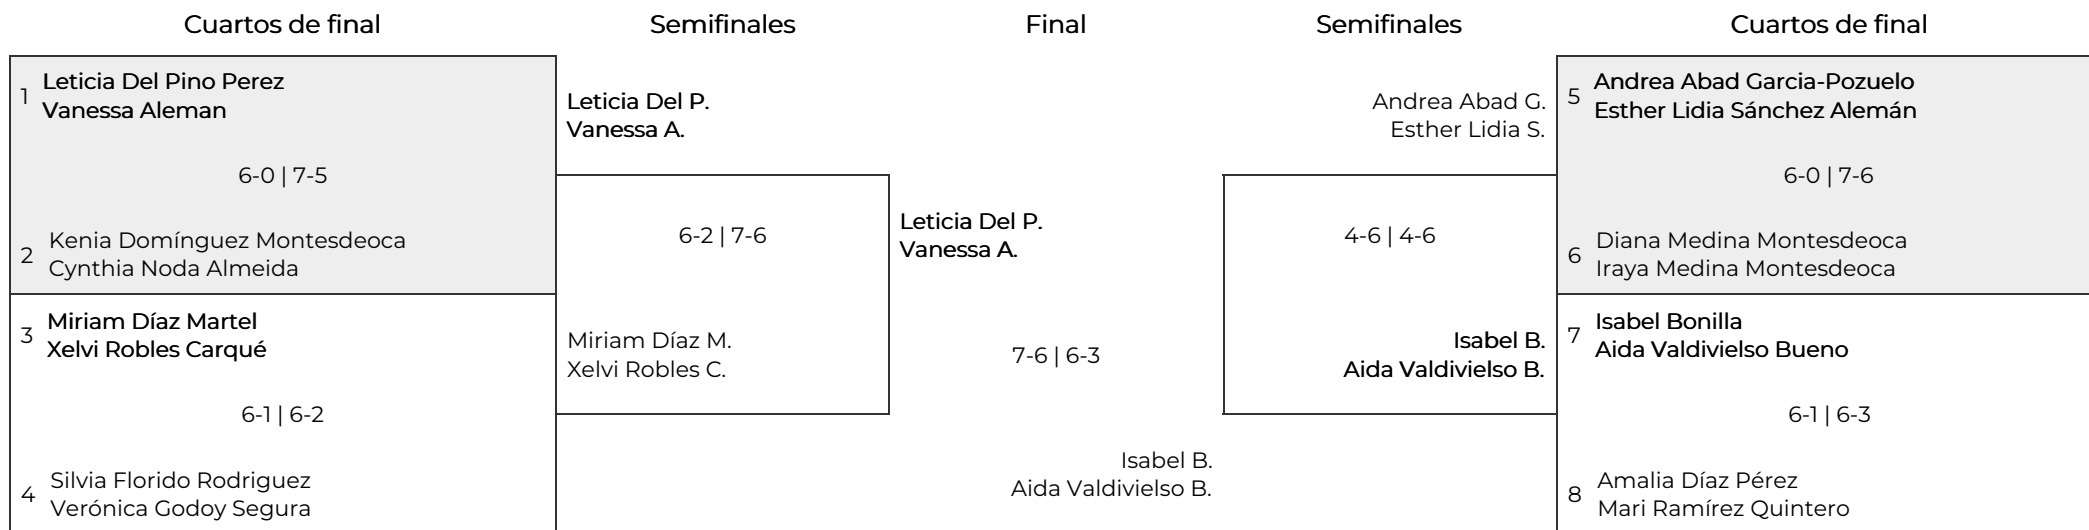 Cuartos de final
Semifinales
Final
Semifinales
Cuartos de final
1
Leticia Del Pino Perez
Vanessa Aleman
6-0 | 7-5
2
Kenia Domínguez Montesdeoca
Cynthia Noda Almeida
3
Miriam Díaz Martel
Xelvi Robles Carqué
6-1 | 6-2
4
Silvia Florido Rodriguez
Verónica Godoy Segura
Leticia Del P.
Vanessa A.
6-2 | 7-6
Miriam Díaz M.
Xelvi Robles C.
Leticia Del P.
Vanessa A.
7-6 | 6-3
Isabel B.
Aida Valdivielso B.
Andrea Abad G.
Esther Lidia S.
4-6 | 4-6
Isabel B.
Aida Valdivielso B.
5
Andrea Abad Garcia-Pozuelo
Esther Lidia Sánchez Alemán
6-0 | 7-6
6
Diana Medina Montesdeoca
Iraya Medina Montesdeoca
7
Isabel Bonilla
Aida Valdivielso Bueno
6-1 | 6-3
8
Amalia Díaz Pérez
Mari Ramírez Quintero